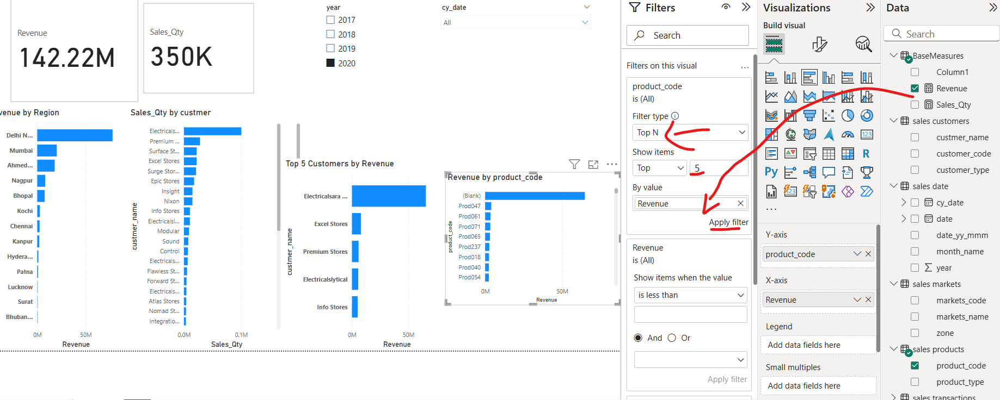 Revenue
142.22M
Sales_Qty
350K
year
2017
2018
2019
2020
cy_date
All
venue by Region
Delhi N...
Mumbai
Ahmed...
Nagpur
Bhopal
Kochi
Chennai
Kanpur
Hydera...
Patna
Lucknow
Surat
Bhuban...
0M
50M
Revenue
Sales_Qty by custmer
custmer_name
Electricals...
Premium ...
Surface St...
Excel Stores
Surge Stor...
Epic Stores
Insight
Nixon
Info Stores
Electricalsl...
Modular
Sound
Control
Electricals...
Flawless St...
Forward St...
Electricals...
Atlas Stores
Nomad St...
Integratio...
0.0M
0.1M
Sales_Qty
Top 5 Customers by Revenue
custmer_name
Electricalsara ...
Excel Stores
Premium Stores
Electricalslytical
Info Stores
0M
50M
Revenue
Revenue by product_code
product_code
(Blank)
Prod047
Prod061
Prod071
Prod065
Prod237
Prod018
Prod040
Prod054
0M
50M
Revenue
Filters
Search
Filters on this visual
...
product_code
is (All)
Filter type
Top N
Show items
Top
5
By value
Revenue
Apply filter
Revenue
is (All)
Show items when the value
is less than
And
Or
Apply filter
Visualizations
Build visual
123
R
Py
123
...
Y-axis
product_code
X-axis
Revenue
Legend
Add data fields here
Small multiples
Add data fields here
Data
Search
BaseMeasures
Column1
Revenue
Sales_Qty
sales customers
custmer_name
customer_code
customer_type
sales date
cy_date
date
date_yy_mmm
month_name
year
sales markets
markets_code
markets_name
zone
sales products
product_code
product_type
sales transactions